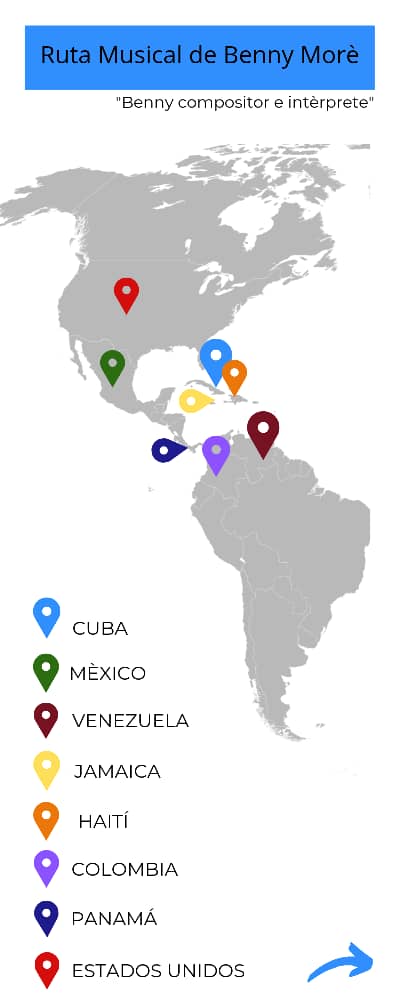 Ruta Musical de Benny Morè
"Benny compositor e intèrprete"
CUBA
MÈXICO
VENEZUELA
JAMAICA
HAITÍ
COLOMBIA
PANAMÁ
ESTADOS UNIDOS